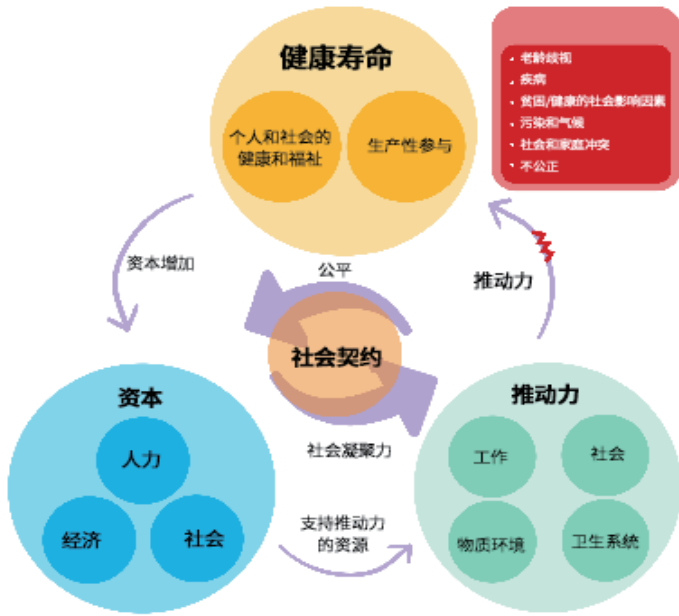 健康寿命
个人和社会的
健康和福祉
生产性参与
老龄歧视
疾病
贫困/健康的社会影响因素
污染和气候
社会和家庭冲突
不公正
资本增加
公平
推动力
社会契约
资本
人力
经济
社会
社会凝聚力
支持推动力
的资源
推动力
工作
社会
物质环境
卫生系统